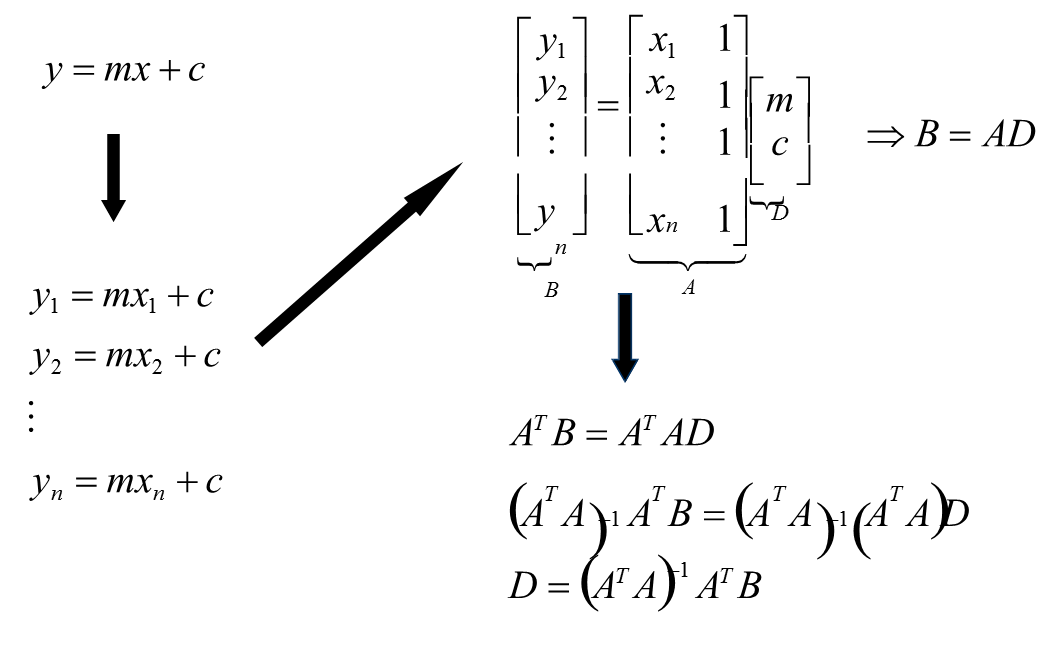 y = mx + c
y₁ = mx₁ + c
y₂ = mx₂ + c
⋮
yₙ = mxₙ + c
[y₁ y₂ ⋮ yₙ] = [x₁ 1 x₂ 1 ⋮ 1 xₙ 1] [m c] ⇒ B = AD
B A D
AᵀB = AᵀAD
(AᵀA)⁻¹AᵀB = (AᵀA)⁻¹(AᵀA)D
D = (AᵀA)⁻¹AᵀB